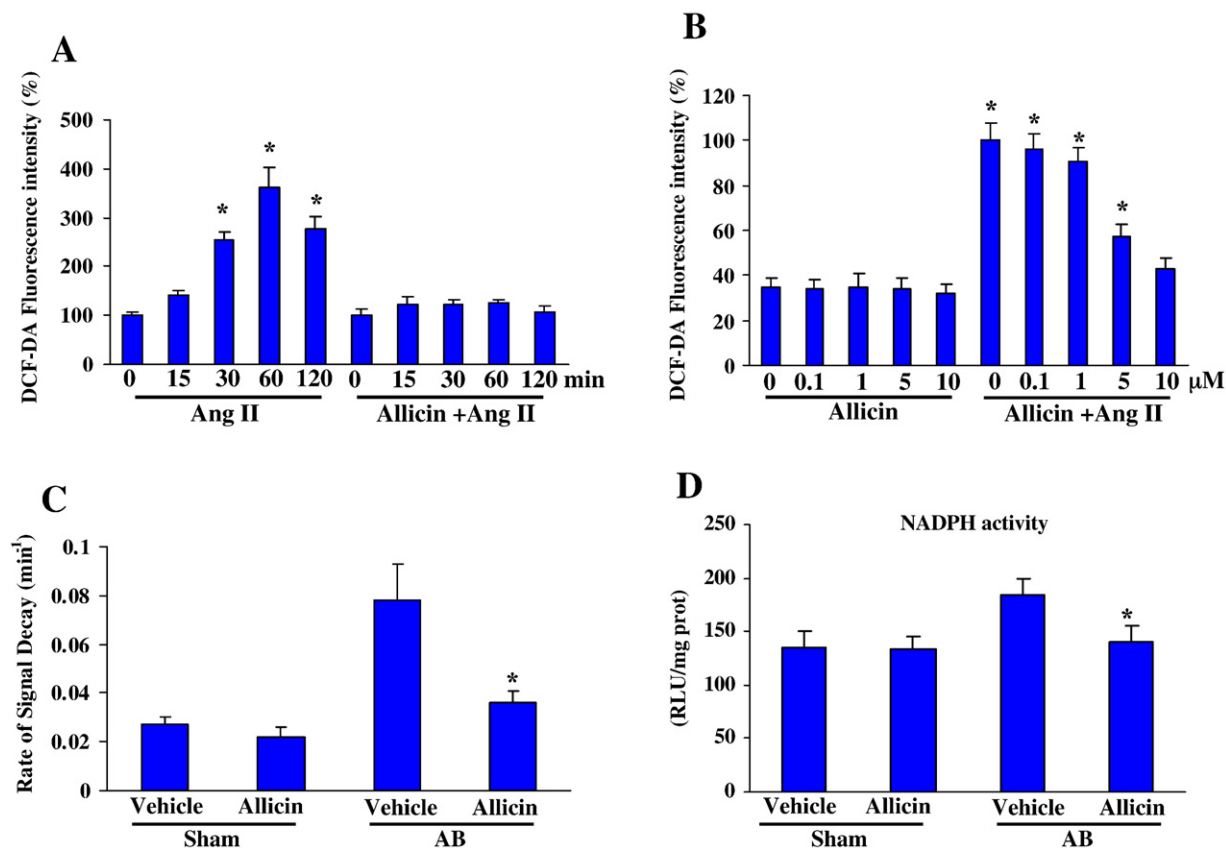 A
DCF-DA Fluorescence intensity (%)
500
400
300
200
100
0
* * *
0 15 30 60 120 0 15 30 60 120 min
Ang II Allicin +Ang II
B
DCF-DA Fluorescence intensity (%)
120
100
80
60
40
20
0
* * * *
0 0.1 1 5 10 0 0.1 1 5 10 μM
Allicin Allicin +Ang II
C
Rate of Signal Decay (min¹)
0.1
0.08
0.06
0.04
0.02
0
*
Vehicle Allicin Vehicle Allicin
Sham AB
D
NADPH activity
(RLU/mg prot)
250
200
150
100
50
0
*
Vehicle Allicin Vehicle Allicin
Sham AB